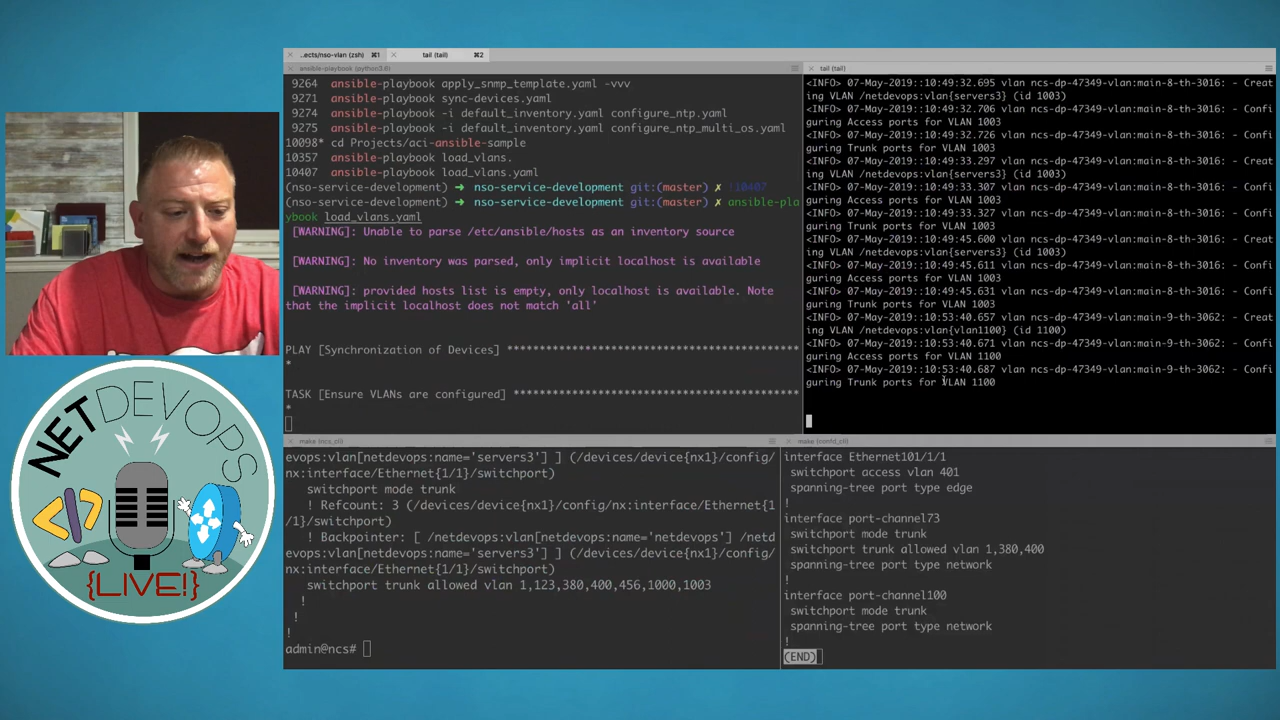 ..ects/nso-vlan (zsh) ⌘1 × tail (tail) ⌘2
ansible-playbook (python3.6)
9264 ansible-playbook apply_snmp_template.yaml -vvv
9271 ansible-playbook sync-devices.yaml
9274 ansible-playbook -i default_inventory.yaml configure_ntp.yaml
9275 ansible-playbook -i default_inventory.yaml configure_ntp_multi_os.yaml
10098* cd Projects/aci-ansible-sample
10357 ansible-playbook load_vlans.
10407 ansible-playbook load_vlans.yaml
(nso-service-development) ➜ nso-service-development git:(master) ✗ !10407
(nso-service-development) ➜ nso-service-development git:(master) ✗ ansible-pla
ybook load_vlans.yaml
[WARNING]: Unable to parse /etc/ansible/hosts as an inventory source
[WARNING]: No inventory was parsed, only implicit localhost is available
[WARNING]: provided hosts list is empty, only localhost is available. Note
that the implicit localhost does not match 'all'
PLAY [Synchronization of Devices] *********************************************
*
TASK [Ensure VLANs are configured] ********************************************
*
tail (tail)
<INFO> 07-May-2019::10:49:32.695 vlan ncs-dp-47349-vlan:main-8-th-3016: - Creat
ing VLAN /netdevops:vlan{servers3} (id 1003)
<INFO> 07-May-2019::10:49:32.706 vlan ncs-dp-47349-vlan:main-8-th-3016: - Confi
guring Access ports for VLAN 1003
<INFO> 07-May-2019::10:49:32.726 vlan ncs-dp-47349-vlan:main-8-th-3016: - Confi
guring Trunk ports for VLAN 1003
<INFO> 07-May-2019::10:49:33.297 vlan ncs-dp-47349-vlan:main-8-th-3016: - Creat
ing VLAN /netdevops:vlan{servers3} (id 1003)
<INFO> 07-May-2019::10:49:33.307 vlan ncs-dp-47349-vlan:main-8-th-3016: - Confi
guring Access ports for VLAN 1003
<INFO> 07-May-2019::10:49:33.327 vlan ncs-dp-47349-vlan:main-8-th-3016: - Confi
guring Trunk ports for VLAN 1003
<INFO> 07-May-2019::10:49:45.600 vlan ncs-dp-47349-vlan:main-8-th-3016: - Creat
ing VLAN /netdevops:vlan{servers3} (id 1003)
<INFO> 07-May-2019::10:49:45.611 vlan ncs-dp-47349-vlan:main-8-th-3016: - Confi
guring Access ports for VLAN 1003
<INFO> 07-May-2019::10:49:45.631 vlan ncs-dp-47349-vlan:main-8-th-3016: - Confi
guring Trunk ports for VLAN 1003
<INFO> 07-May-2019::10:53:40.657 vlan ncs-dp-47349-vlan:main-9-th-3062: - Creat
ing VLAN /netdevops:vlan{vlan1100} (id 1100)
<INFO> 07-May-2019::10:53:40.671 vlan ncs-dp-47349-vlan:main-9-th-3062: - Confi
guring Access ports for VLAN 1100
<INFO> 07-May-2019::10:53:40.687 vlan ncs-dp-47349-vlan:main-9-th-3062: - Confi
guring Trunk ports for VLAN 1100
make (ncs_cli)
evops:vlan[netdevops:name='servers3'] ] (/devices/device{nx1}/config/
nx:interface/Ethernet{1/1}/switchport)
switchport mode trunk
! Refcount: 3 (/devices/device{nx1}/config/nx:interface/Ethernet{1
/1}/switchport)
! Backpointer: [ /netdevops:vlan[netdevops:name='netdevops'] /netd
evops:vlan[netdevops:name='servers3'] ] (/devices/device{nx1}/config/
nx:interface/Ethernet{1/1}/switchport)
switchport trunk allowed vlan 1,123,380,400,456,1000,1003
!
!
!
admin@ncs#
make (confd_cli)
interface Ethernet101/1/1
switchport access vlan 401
spanning-tree port type edge
!
interface port-channel73
switchport mode trunk
switchport trunk allowed vlan 1,380,400
spanning-tree port type network
!
interface port-channel100
switchport mode trunk
spanning-tree port type network
!
(END)
NETDEVOPS
</>
{LIVE!}